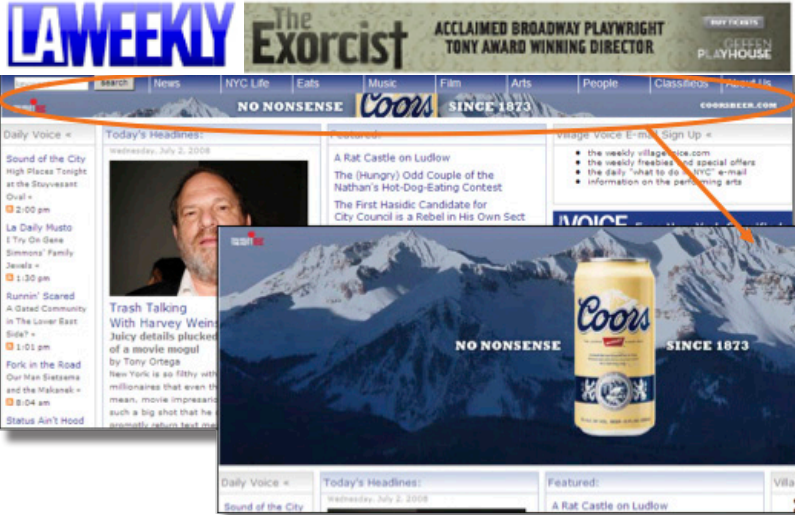 LAWEEKLY
The
Exorcist
ACCLAIMED BROADWAY PLAYWRIGHT
TONY AWARD WINNING DIRECTOR
BUY TICKETS
GEFFEN
PLAYHOUSE
Search
News
NYC Life
Eats
Music
Film
Arts
People
Classifieds
About Us
NO NONSENSE
Coors
SINCE 1873
COORSBEER.COM
Daily Voice «
Sound of the City
High Places Tonight
at the Stuyvesant
Oval »
2:00 pm
La Daily Musto
I Try On Gene
Simmons' Family
Jewels »
1:30 pm
Runnin' Scared
A Gated Community
in The Lower East
Side? »
1:01 pm
Fork in the Road
Our Man Sietsema
and the Makanek »
8:04 am
Status Ain't Hood
Today's Headlines:
Wednesday, July 2, 2008
Trash Talking
With Harvey Weins
Juicy details plucked
of a movie mogul
by Tony Ortega
New York is so filthy with
millionaires that even th
mean, movie impresario
such a big shot that he
promptly return text me
Featured:
A Rat Castle on Ludlow
The (Hungry) Odd Couple of the
Nathan's Hot-Dog-Eating Contest
The First Hasidic Candidate for
City Council is a Rebel in His Own Sect
Village Voice E-mail Sign Up «
the weekly villagevoice.com
the weekly freebies and special offers
the daily "what to do in NYC" e-mail
information on the performing arts
VOICE
NO NONSENSE
Coors
SINCE 1873
Daily Voice «
Sound of the City
Today's Headlines:
Wednesday, July 2, 2008
Featured:
A Rat Castle on Ludlow
Villa